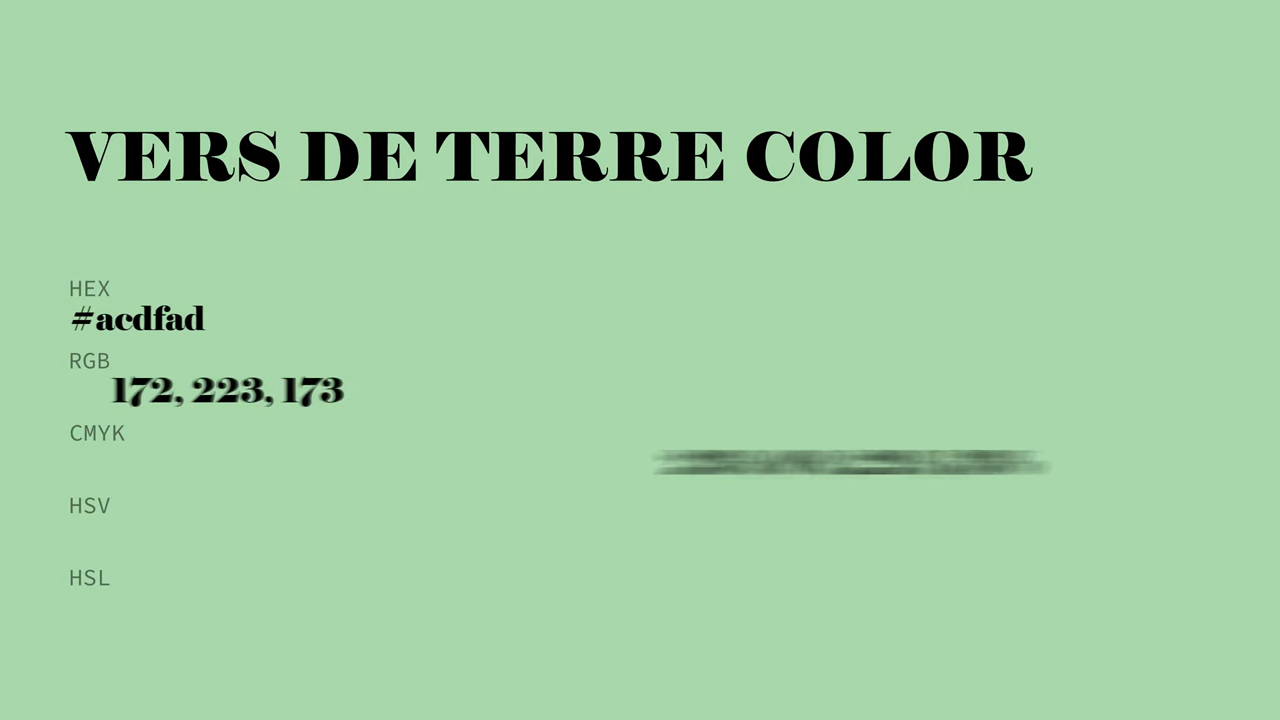 VERS DE TERRE COLOR
HEX
#acdfad
RGB
172, 223, 173
CMYK
HSV
HSL